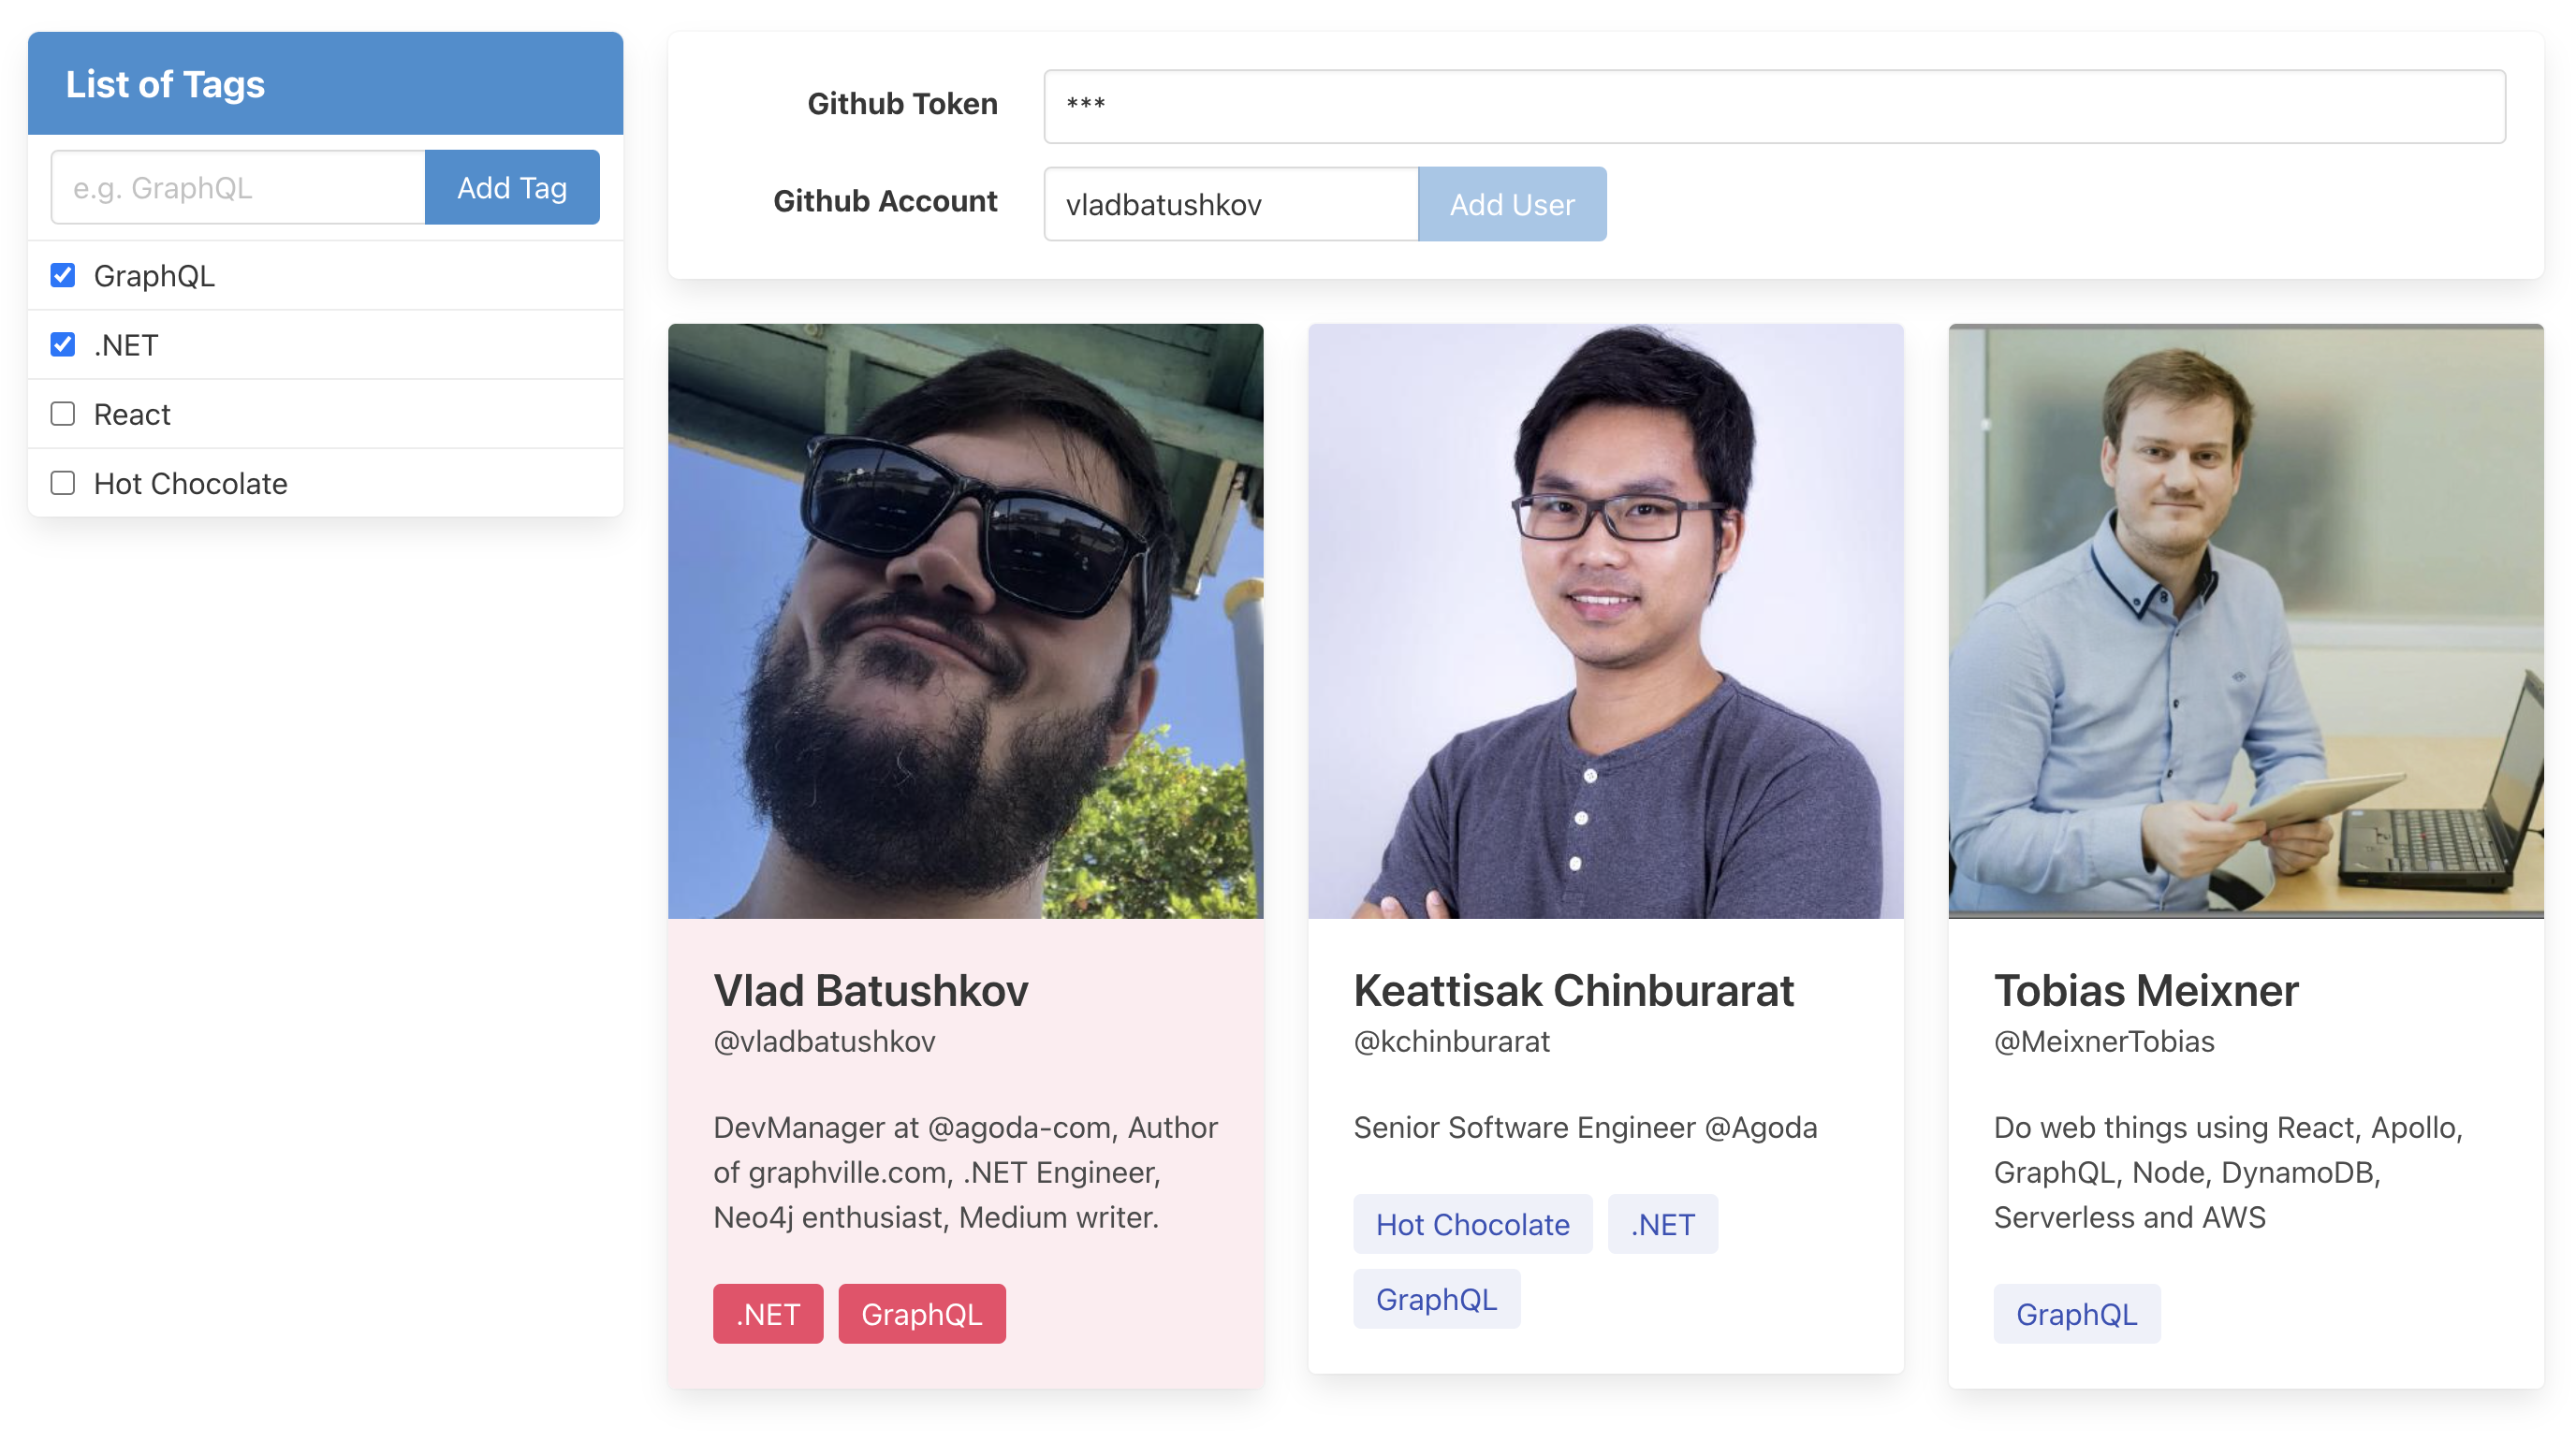 List of Tags
e.g. GraphQL
Add Tag
GraphQL
.NET
React
Hot Chocolate
Github Token
***
Github Account
vladbatushkov
Add User
Vlad Batushkov
@vladbatushkov
DevManager at @agoda-com, Author
of graphville.com, .NET Engineer,
Neo4j enthusiast, Medium writer.
.NET
GraphQL
Keattisak Chinburarat
@kchinburarat
Senior Software Engineer @Agoda
Hot Chocolate
.NET
GraphQL
Tobias Meixner
@MeixnerTobias
Do web things using React, Apollo,
GraphQL, Node, DynamoDB,
Serverless and AWS
GraphQL